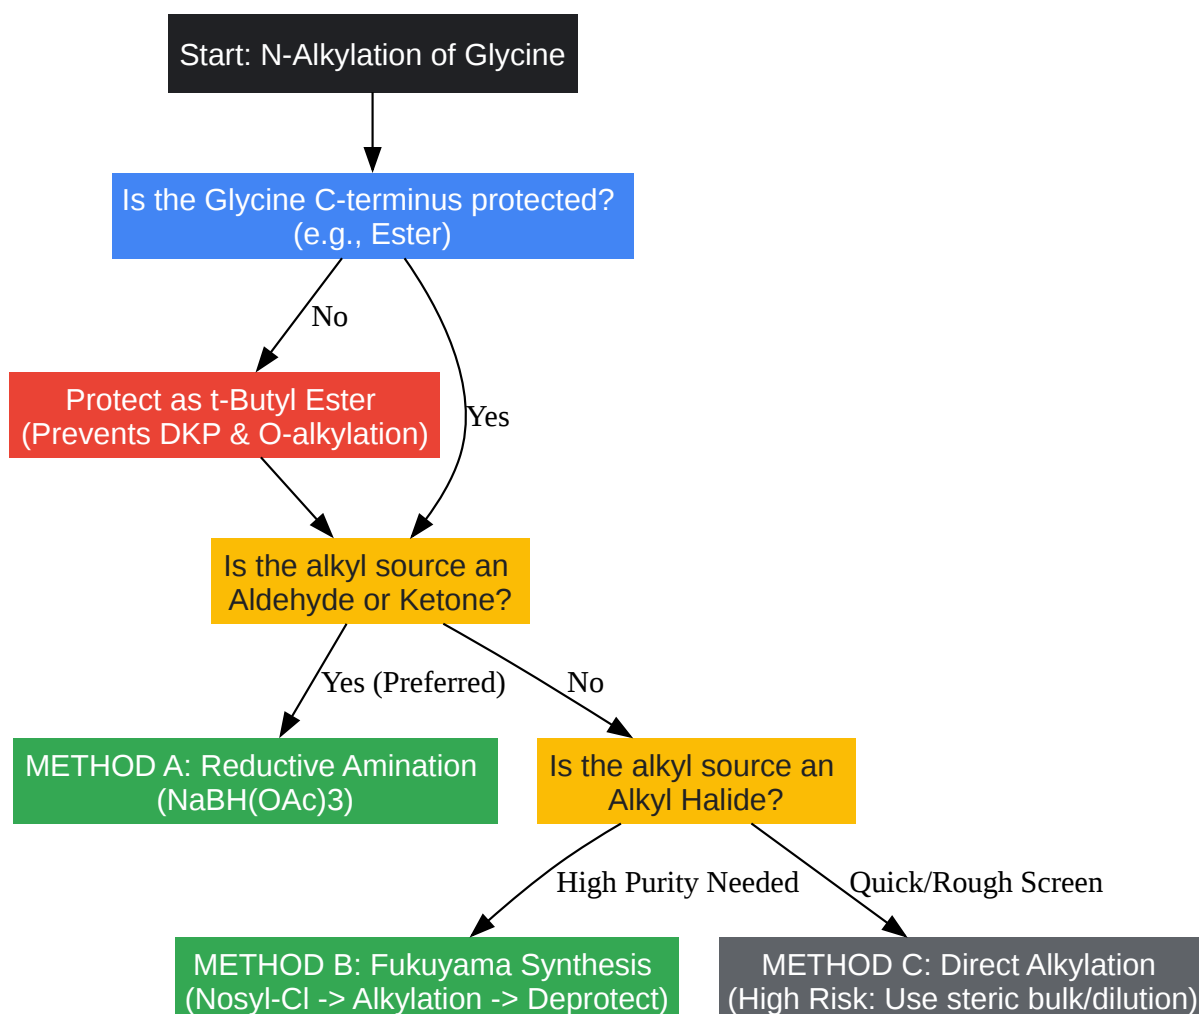 Start: N-Alkylation of Glycine
Is the Glycine C-terminus protected?
(e.g., Ester)
No
Protect as t-Butyl Ester
(Prevents DKP & O-alkylation)
Yes
Is the alkyl source an
Aldehyde or Ketone?
Yes (Preferred)
No
METHOD A: Reductive Amination
(NaBH(OAc)3)
Is the alkyl source an
Alkyl Halide?
High Purity Needed
Quick/Rough Screen
METHOD B: Fukuyama Synthesis
(Nosyl-Cl -> Alkylation -> Deprotect)
METHOD C: Direct Alkylation
(High Risk: Use steric bulk/dilution)